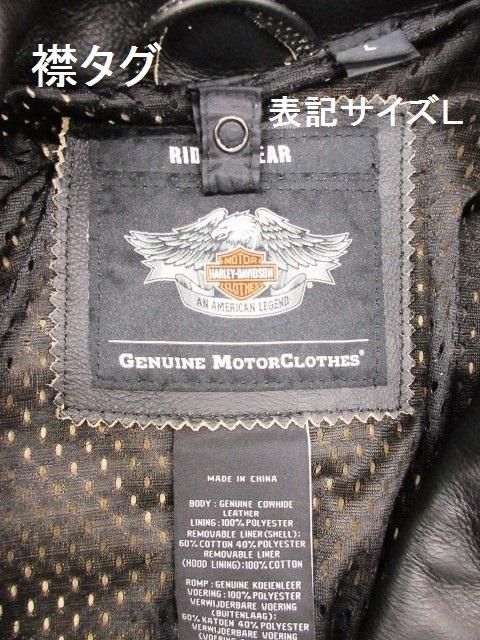 襟タグ
L
表記サイズL
RID EAR
MOTOR
HARLEY-DAVIDSON
CLOTHES
AN AMERICAN LEGEND
GENUINE MOTORCLOTHES®
MADE IN CHINA
BODY : GENUINE COWHIDE
LEATHER
LINING : 100% POLYESTER
REMOVABLE LINER(SHELL):
60%COTTON 40%POLYESTER
REMOVABLE LINER
(HOOD LINING):100% COTTON
ROMP : GENUINE KOEIENLEER
VOERING : 100% POLYESTER
VERWIJDERBARE VOERING
(BUITENLAAG):
60% KATOEN 40% POLYESTER
VERWIJDERBARE VOERING